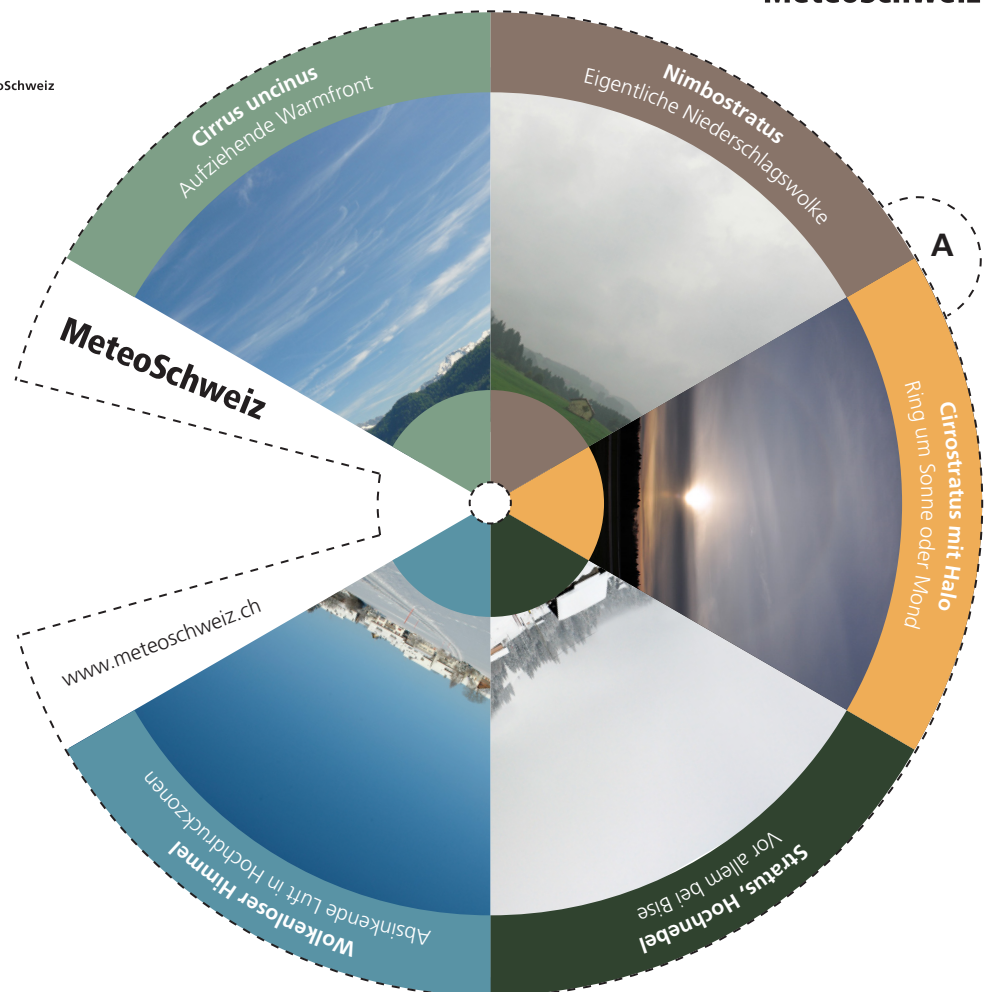 MeteoSchweiz
oSchweiz
Cirrus uncinus
Aufziehende Warmfront
Nimbostratus
Eigentliche Niederschlagswolke
A
Cirrostratus mit Halo
Ring um Sonne oder Mond
Stratus, Hochnebel
Vor allem bei Bise
Wolkenloser Himmel
Absinkende Luft in Hochdruckzonen
MeteoSchweiz
www.meteoschweiz.ch